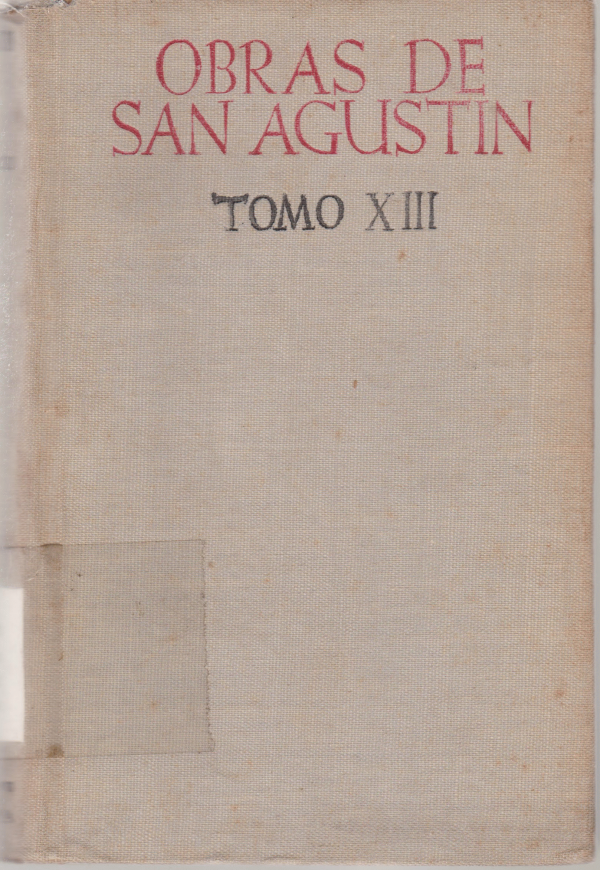 OBRAS DE
SAN AGUSTIN
TOMO XIII